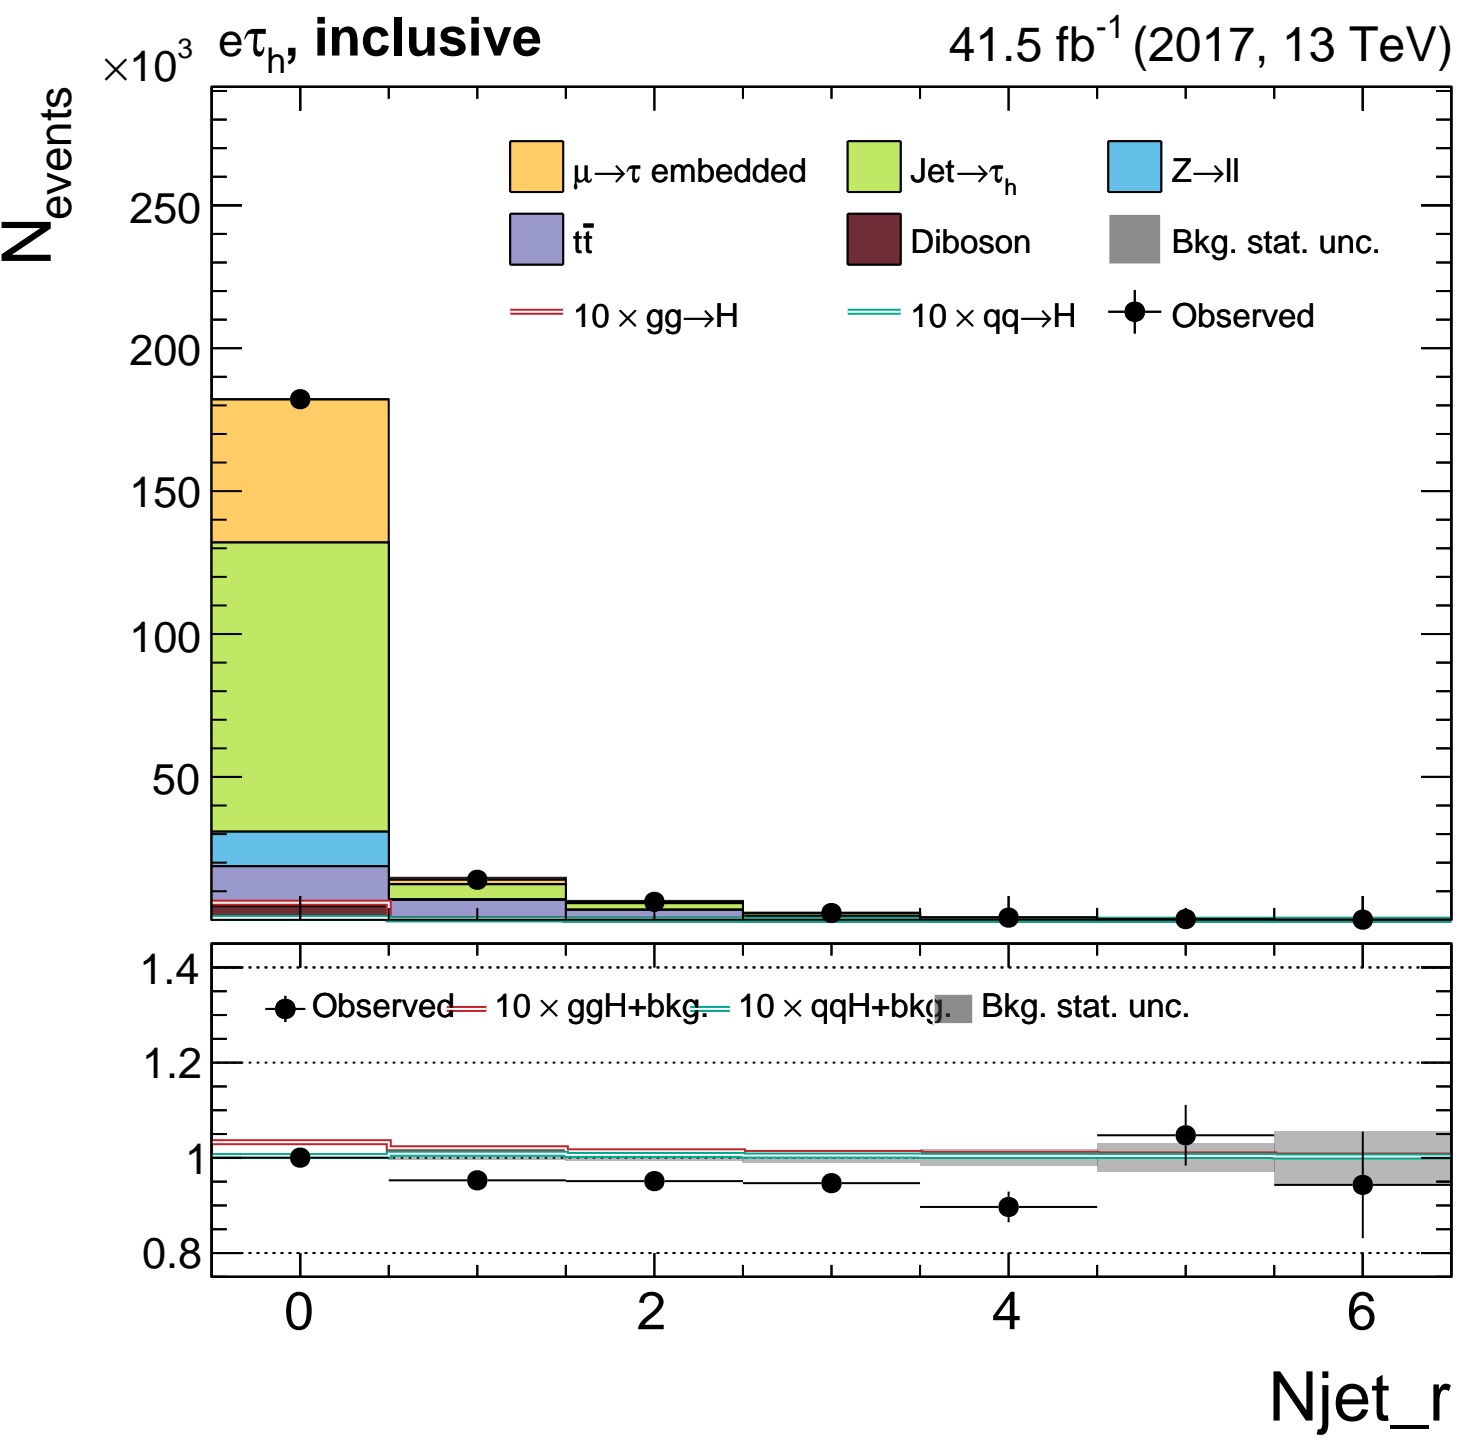 ×10³ eτₕ, inclusive 41.5 fb⁻¹ (2017, 13 TeV)
N_events
μ→τ embedded Jet→τₕ Z→ll
tt̄ Diboson Bkg. stat. unc.
10 × gg→H 10 × qq→H Observed
250
200
150
100
50
1.4
Observed 10 × ggH+bkg. 10 × qqH+bkg. Bkg. stat. unc.
1.2
1
0.8
0 2 4 6
Njet_r